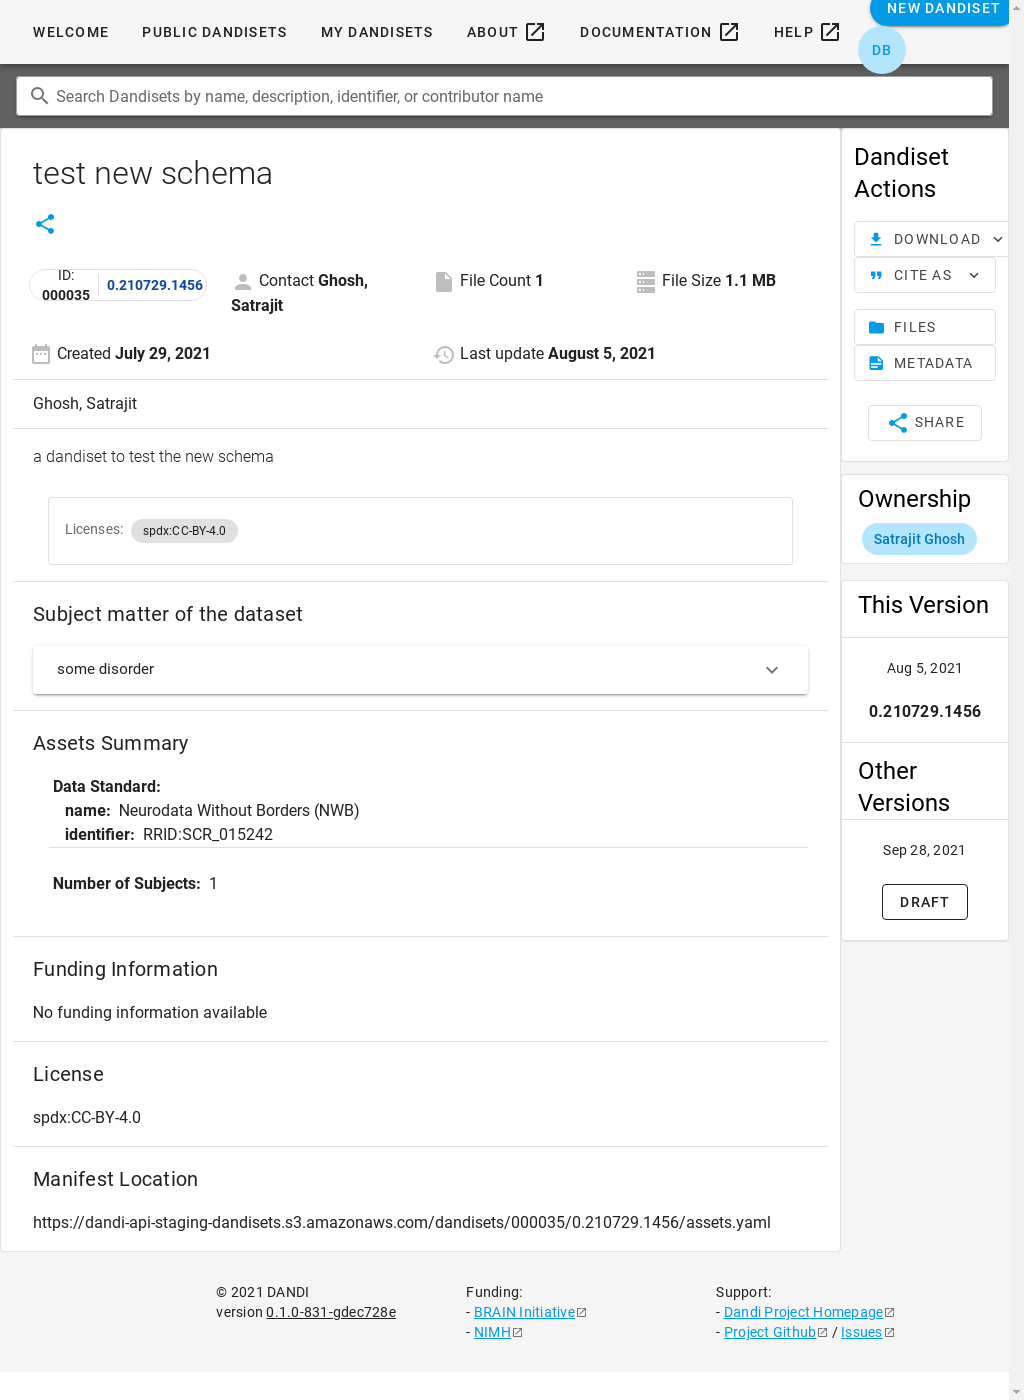 WELCOME
PUBLIC DANDISETS
MY DANDISETS
ABOUT
DOCUMENTATION
HELP
NEW DANDISET
DB
Search Dandisets by name, description, identifier, or contributor name
test new schema
ID:
000035
0.210729.1456
Contact Ghosh,
Satrajit
File Count 1
File Size 1.1 MB
Created July 29, 2021
Last update August 5, 2021
Ghosh, Satrajit
a dandiset to test the new schema
Licenses: spdx:CC-BY-4.0
Subject matter of the dataset
some disorder
Assets Summary
Data Standard:
name: Neurodata Without Borders (NWB)
identifier: RRID:SCR_015242
Number of Subjects: 1
Funding Information
No funding information available
License
spdx:CC-BY-4.0
Manifest Location
https://dandi-api-staging-dandisets.s3.amazonaws.com/dandisets/000035/0.210729.1456/assets.yaml
Dandiset
Actions
DOWNLOAD
CITE AS
FILES
METADATA
SHARE
Ownership
Satrajit Ghosh
This Version
Aug 5, 2021
0.210729.1456
Other
Versions
Sep 28, 2021
DRAFT
© 2021 DANDI
version 0.1.0-831-gdec728e
Funding:
- BRAIN Initiative
- NIMH
Support:
- Dandi Project Homepage
- Project Github / Issues